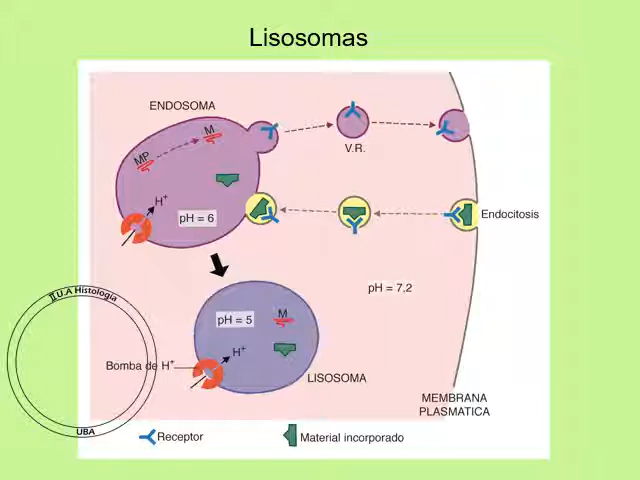 Lisosomas
ENDOSOMA
M
MP
V.R.
H⁺
pH = 6
Endocitosis
pH = 7.2
pH = 5
M
H⁺
Bomba de H⁺
LISOSOMA
MEMBRANA
PLASMATICA
Receptor
Material incorporado
II U.A Histología
UBA